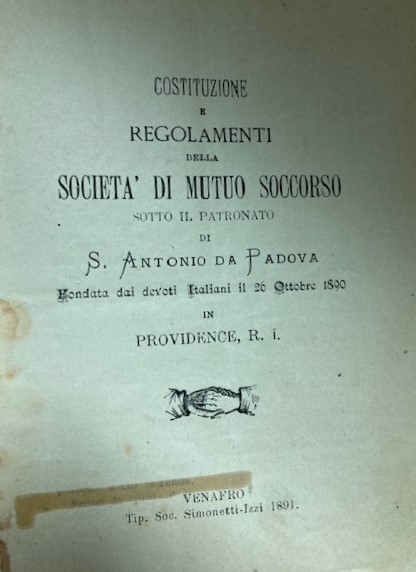 COSTITUZIONE
E
REGOLAMENTI
DELLA
SOCIETA' DI MUTUO SOCCORSO
SOTTO IL PATRONATO
DI
S. ANTONIO DA PADOVA
Fondata dai devoti Italiani il 26 Ottobre 1890
IN
PROVIDENCE, R. I.
VENAFRO
Tip. Soc. Simonetti-Izzi 1891.